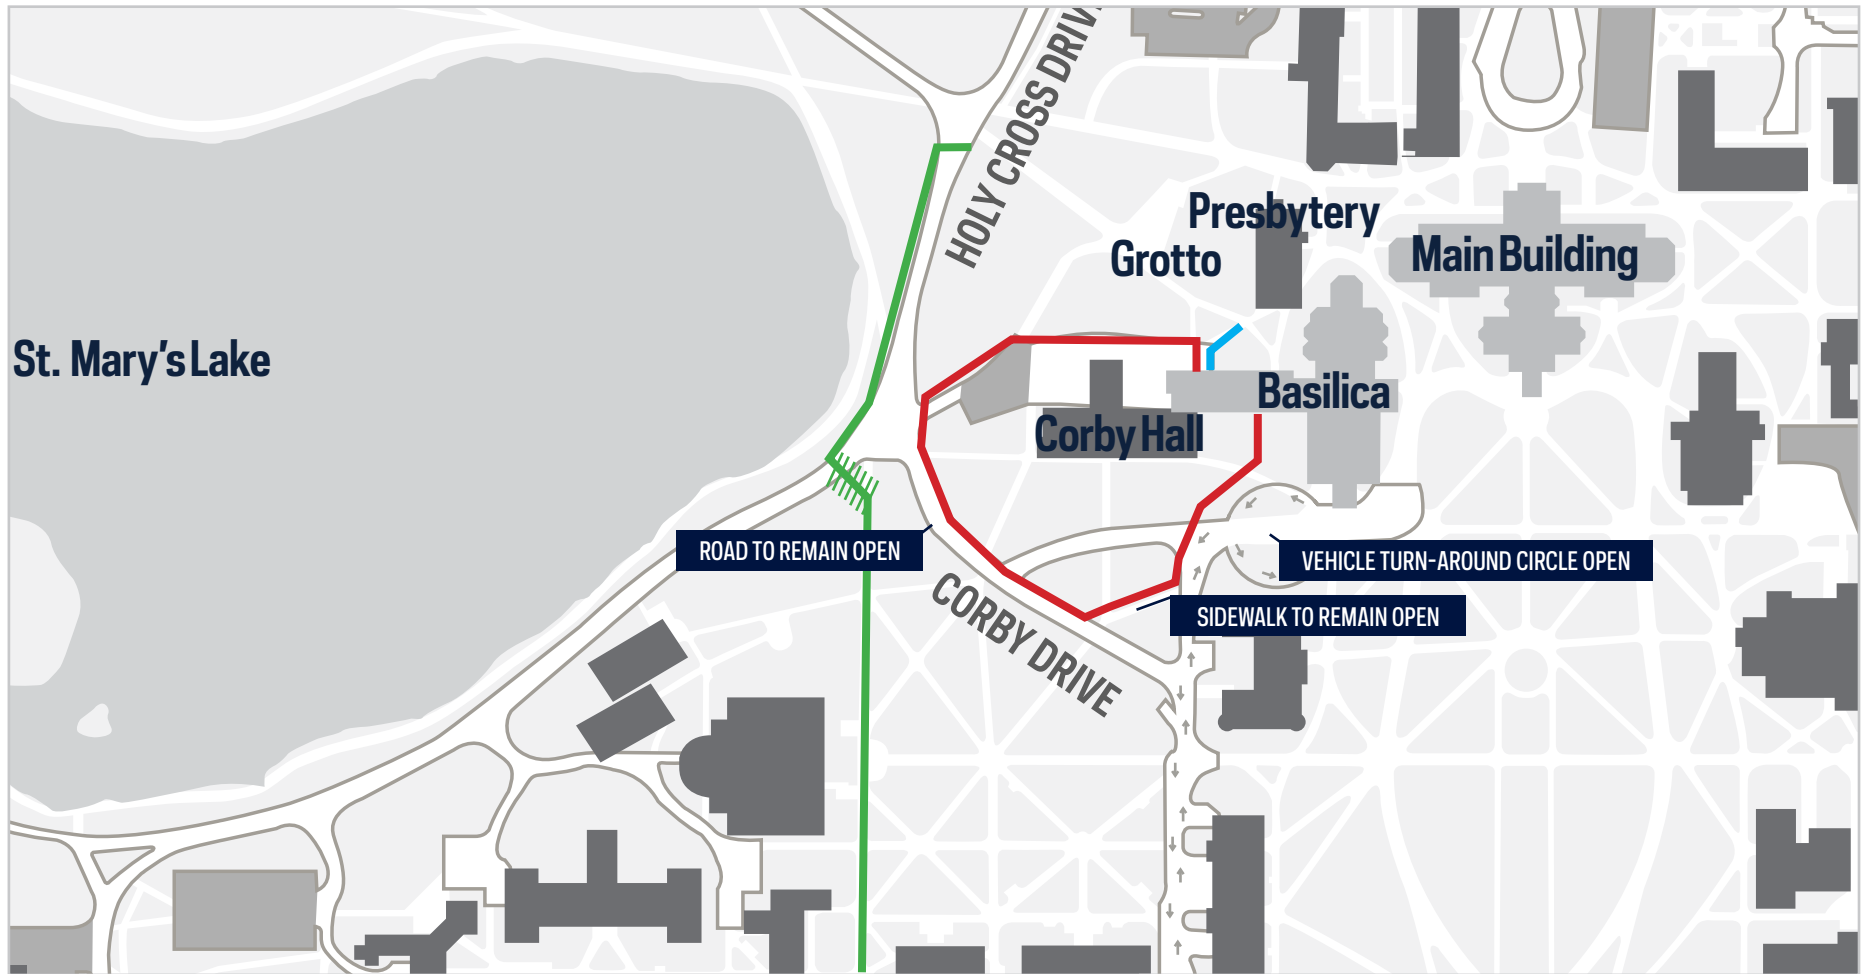 HOLY CROSS DRIVE
Presbytery
Grotto
Main Building
St. Mary's Lake
Basilica
Corby Hall
ROAD TO REMAIN OPEN
VEHICLE TURN-AROUND CIRCLE OPEN
SIDEWALK TO REMAIN OPEN
CORBY DRIVE